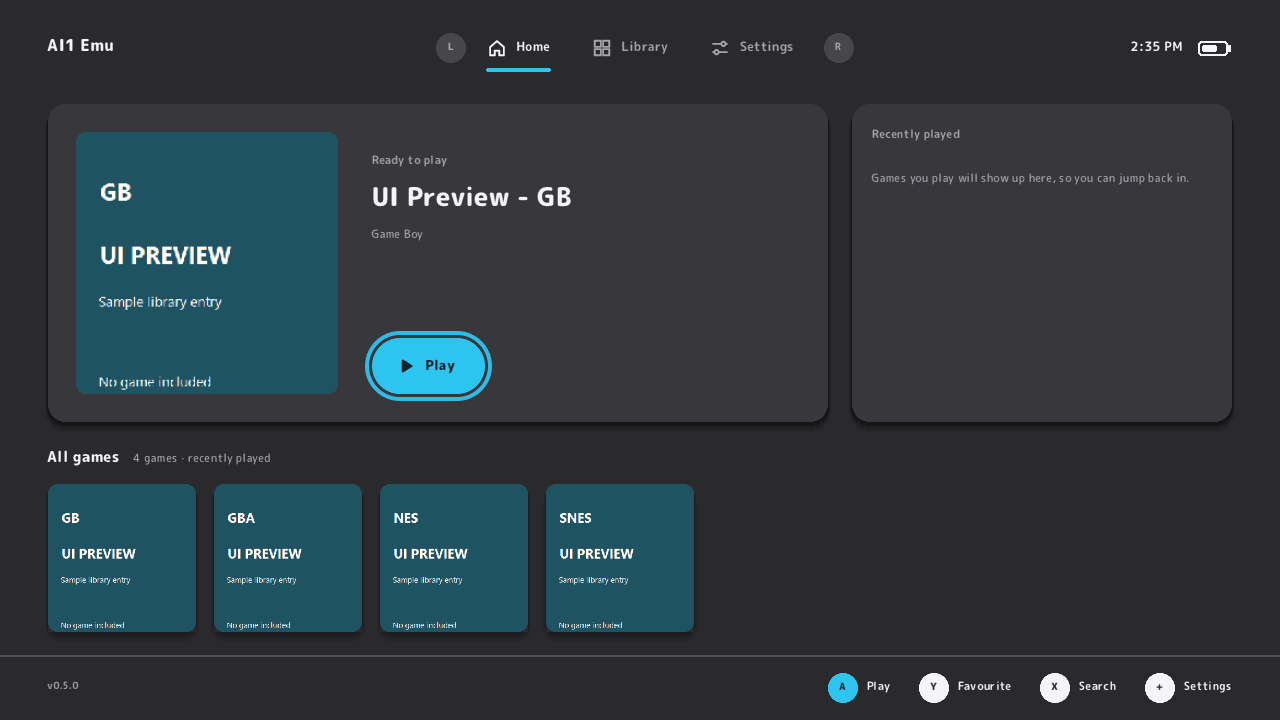 AI1 Emu
L
Home
Library
Settings
R
2:35 PM
GB
UI PREVIEW
Sample library entry
No game included
Ready to play
UI Preview - GB
Game Boy
Play
Recently played
Games you play will show up here, so you can jump back in.
All games
4 games · recently played
GB
UI PREVIEW
Sample library entry
No game included
GBA
UI PREVIEW
Sample library entry
No game included
NES
UI PREVIEW
Sample library entry
No game included
SNES
UI PREVIEW
Sample library entry
No game included
v0.5.0
A
Play
Y
Favourite
X
Search
+
Settings